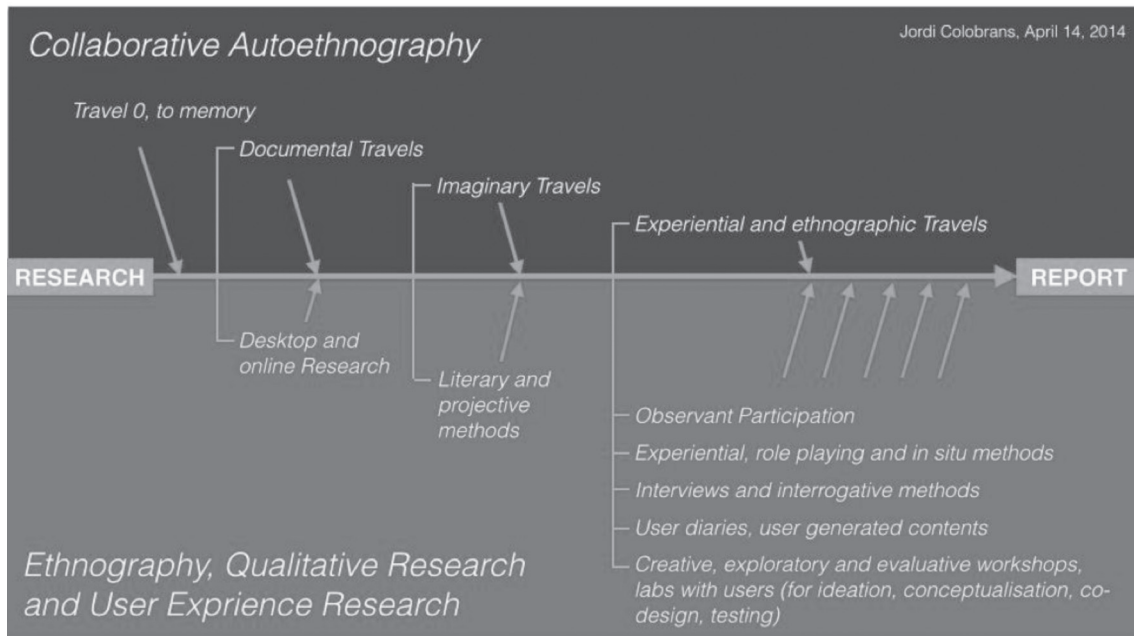 Collaborative Autoethnography
Jordi Colobrans, April 14, 2014
Travel 0, to memory
Documental Travels
Imaginary Travels
Experiential and ethnographic Travels
RESEARCH
REPORT
Desktop and
online Research
Literary and
projective
methods
Observant Participation
Experiential, role playing and in situ methods
Interviews and interrogative methods
User diaries, user generated contents
Creative, exploratory and evaluative workshops,
labs with users (for ideation, conceptualisation, co-
design, testing)
Ethnography, Qualitative Research
and User Exprience Research